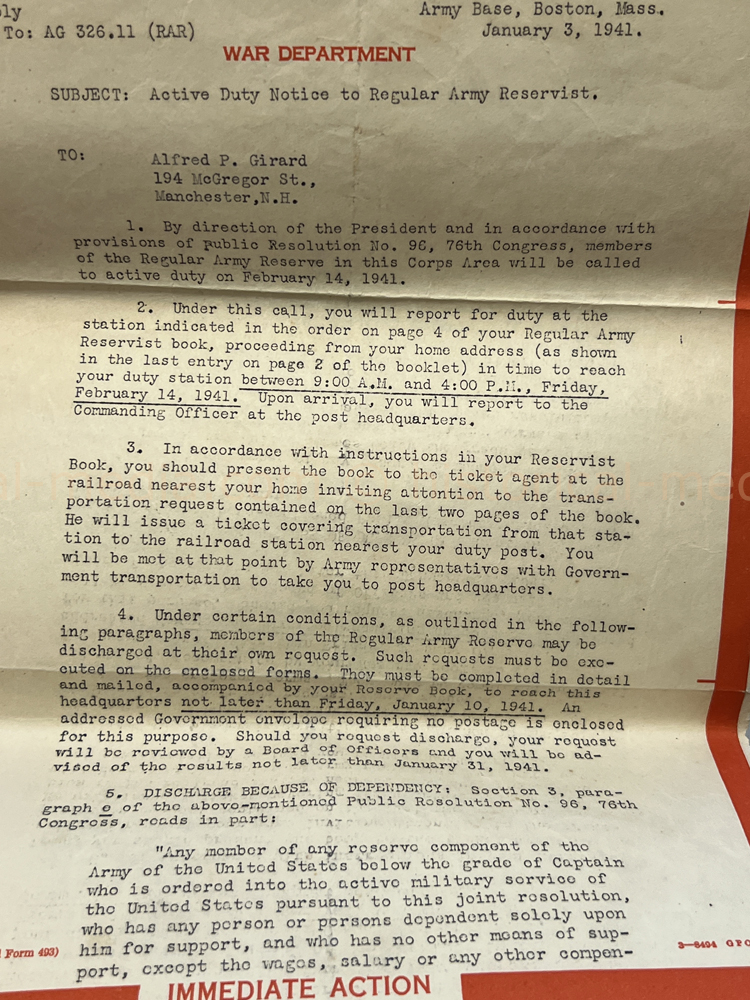 ly
Army Base, Boston, Mass.
To: AG 326.11 (RAR)
January 3, 1941.
WAR DEPARTMENT
SUBJECT: Active Duty Notice to Regular Army Reservist.
TO:
Alfred P. Girard
194 McGregor St.,
Manchester,N.H.
1. By direction of the President and in accordance with
provisions of Public Resolution No. 96, 76th Congress, members
of the Regular Army Reserve in this Corps Area will be called
to active duty on February 14, 1941.
2. Under this call, you will report for duty at the
station indicated in the order on page 4 of your Regular Army
Reservist book, proceeding from your home address (as shown
in the last entry on page 2 of the booklet) in time to reach
your duty station between 9:00 A.M. and 4:00 P.M., Friday,
February 14, 1941. Upon arrival, you will report to the
Commanding Officer at the post headquarters.
3. In accordance with instructions in your Reservist
Book, you should present the book to the ticket agent at the
railroad nearest your home inviting attention to the trans-
portation request contained on the last two pages of the book.
He will issue a ticket covering transportation from that sta-
tion to the railroad station nearest your duty post. You
will be met at that point by Army representatives with Govern-
ment transportation to take you to post headquarters.
4. Under certain conditions, as outlined in the follow-
ing paragraphs, members of the Regular Army Reserve may be
discharged at their own request. Such requests must be exe-
cuted on the enclosed forms. They must be completed in detail
and mailed, accompanied by your Reserve Book, to reach this
headquarters not later than Friday, January 10, 1941. An
addressed Government envelope requiring no postage is enclosed
for this purpose. Should you request discharge, your request
will be reviewed by a Board of Officers and you will be ad-
vised of the results not later than January 31, 1941.
5. DISCHARGE BECAUSE OF DEPENDENCY: Section 3, para-
graph e of the above-mentioned Public Resolution No. 96, 76th
Congress, reads in part:
"Any member of any reserve component of the
Army of the United States below the grade of Captain
who is ordered into the active military service of
the United States pursuant to this joint resolution,
who has any person or persons dependent solely upon
him for support, and who has no other means of sup-
port, except the wages, salary or any other compen-
Form 493)
3—8494 GPO
IMMEDIATE ACTION